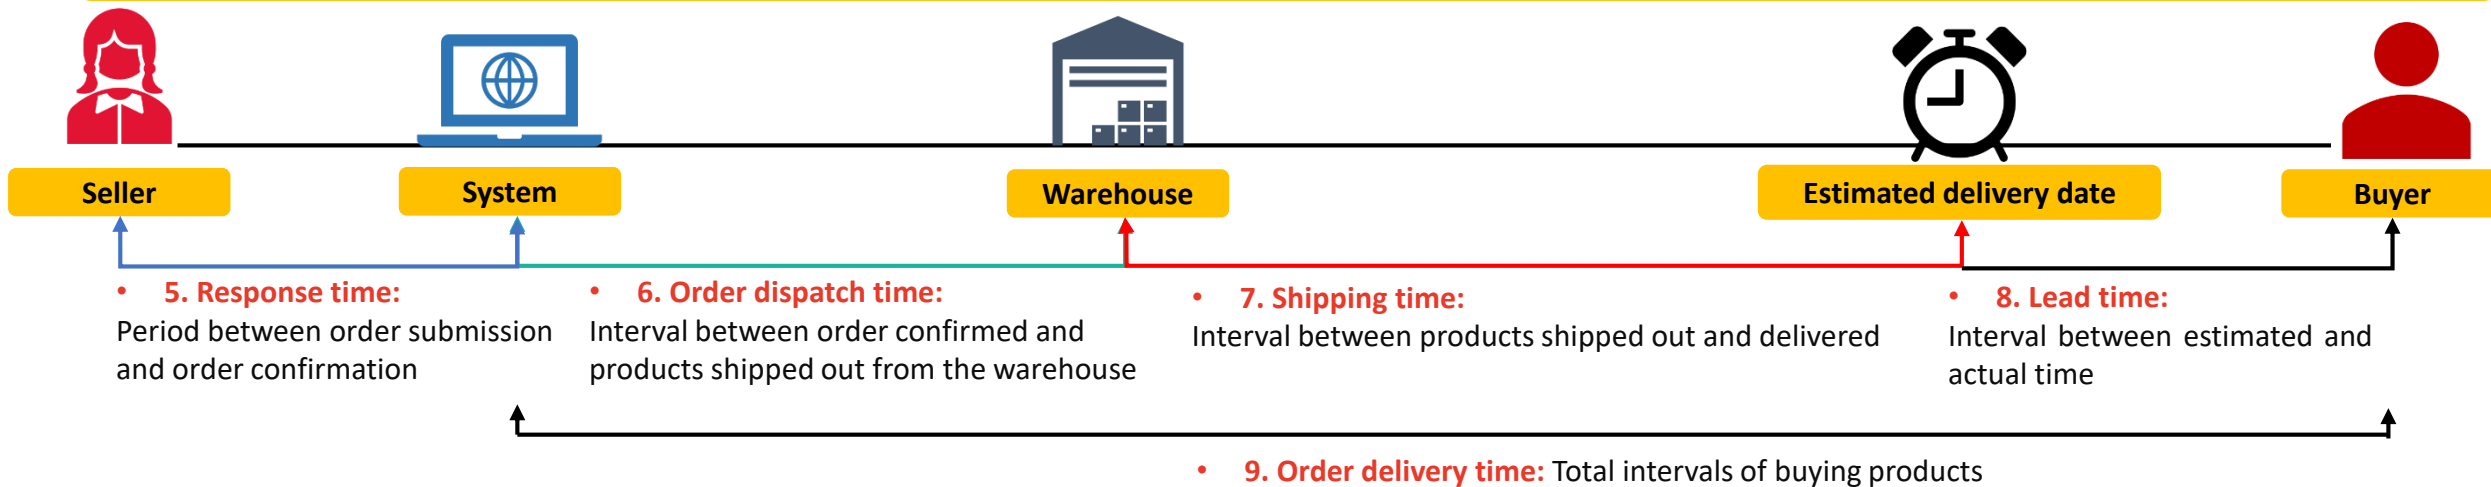 Seller
System
Warehouse
Estimated delivery date
Buyer
• 5. Response time:
Period between order submission
and order confirmation
• 6. Order dispatch time:
Interval between order confirmed and
products shipped out from the warehouse
• 7. Shipping time:
Interval between products shipped out and delivered
• 8. Lead time:
Interval between estimated and
actual time
• 9. Order delivery time: Total intervals of buying products